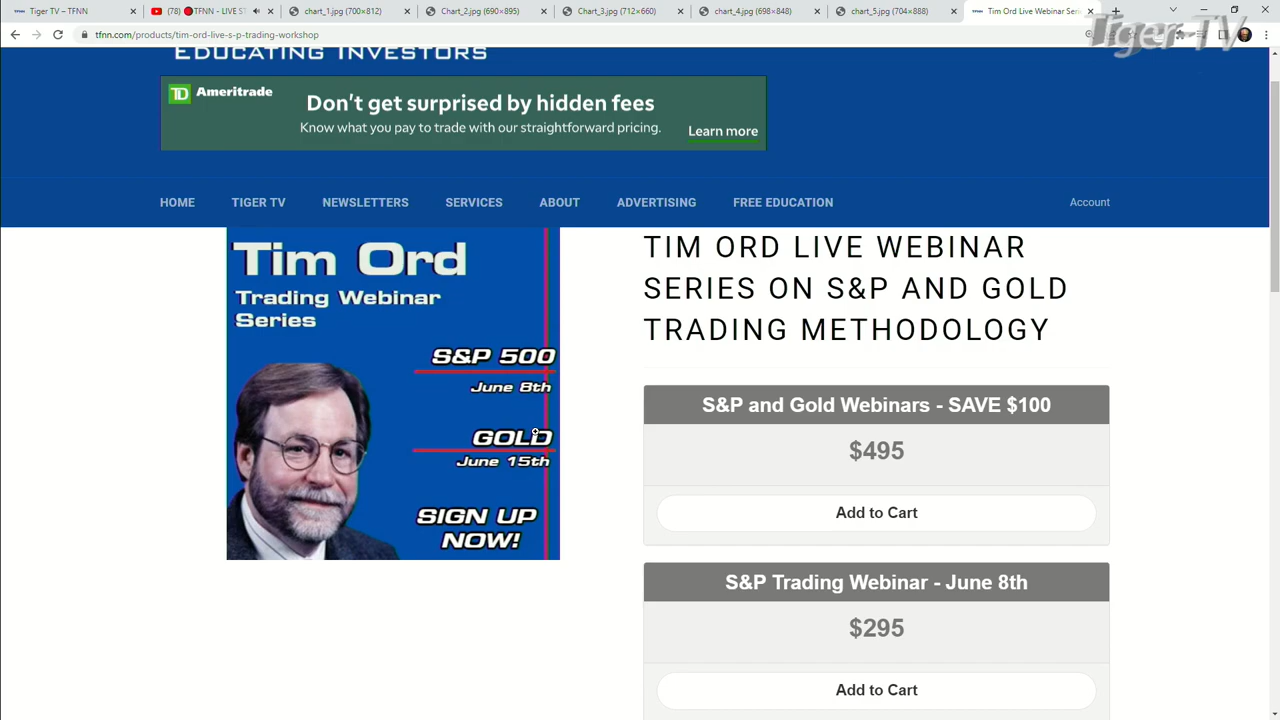 Tiger TV – TFNN
(78) TFNN - LIVE ST
chart_1.jpg (700×812)
Chart_2.jpg (690×895)
Chart_3.jpg (712×660)
chart_4.jpg (698×848)
chart_5.jpg (704×888)
Tim Ord Live Webinar Serie
tfnn.com/products/tim-ord-live-s-p-trading-workshop
Tiger TV
EDUCATING INVESTORS
TD Ameritrade
Don't get surprised by hidden fees
Know what you pay to trade with our straightforward pricing.
Learn more
HOME
TIGER TV
NEWSLETTERS
SERVICES
ABOUT
ADVERTISING
FREE EDUCATION
Account
Tim Ord
Trading Webinar
Series
S&P 500
June 8th
GOLD
June 15th
SIGN UP
NOW!
TIM ORD LIVE WEBINAR
SERIES ON S&P AND GOLD
TRADING METHODOLOGY
S&P and Gold Webinars - SAVE $100
$495
Add to Cart
S&P Trading Webinar - June 8th
$295
Add to Cart